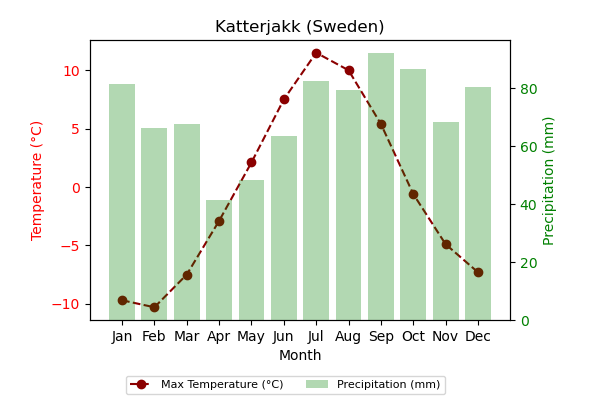 Katterjakk (Sweden)
10
5
0
−5
−10
Temperature (°C)
80
60
40
20
0
Precipitation (mm)
Jan Feb Mar Apr May Jun Jul Aug Sep Oct Nov Dec
Month
Max Temperature (°C) Precipitation (mm)